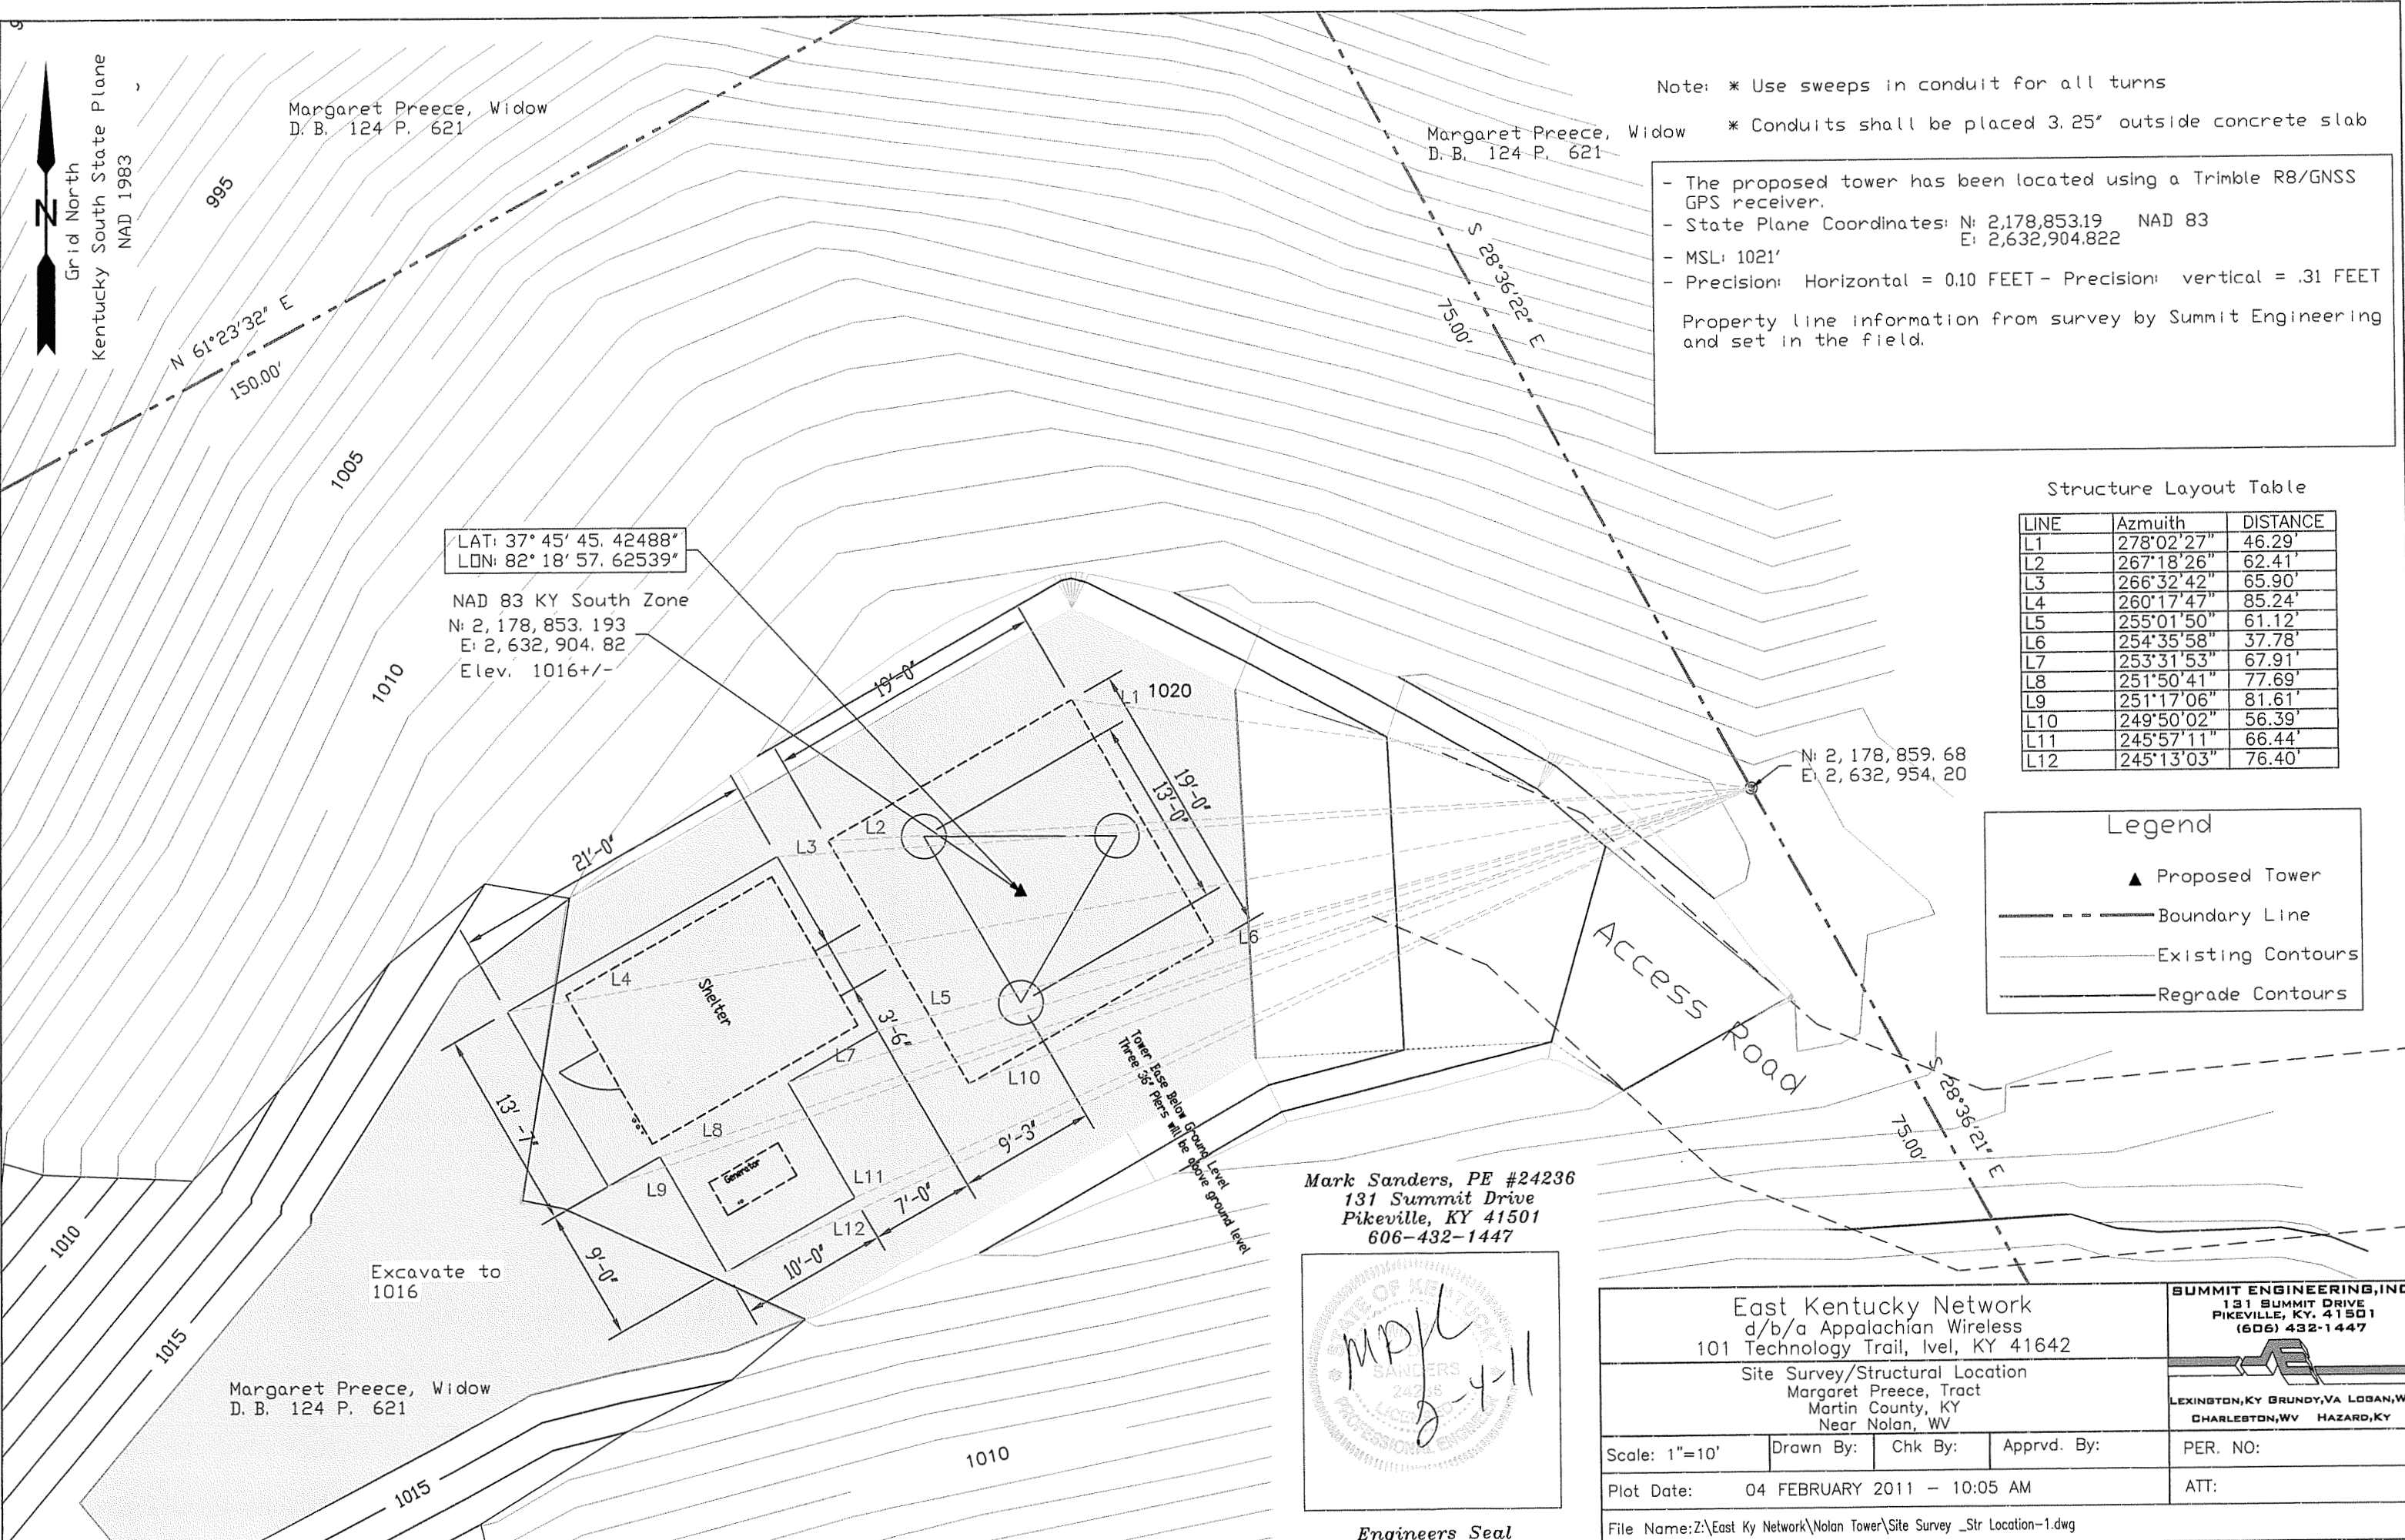 Grid North
Kentucky South State Plane
NAD 1983
N
Margaret Preece, Widow
D. B. 124 P. 621
995
N 61°23'32" E
150.00'
1005
1010
Margaret Preece, Widow
D. B. 124 P. 621
S 28°36'22" E
75.00'
Note: * Use sweeps in conduit for all turns
* Conduits shall be placed 3. 25" outside concrete slab
- The proposed tower has been located using a Trimble R8/GNSS
GPS receiver.
- State Plane Coordinates: N: 2,178,853.19 NAD 83
E: 2,632,904.822
- MSL: 1021'
- Precision: Horizontal = 0.10 FEET - Precision: vertical = .31 FEET
Property line information from survey by Summit Engineering
and set in the field.
Structure Layout Table
LINE Azmuith DISTANCE
L1 278°02'27" 46.29'
L2 267°18'26" 62.41'
L3 266°32'42" 65.90'
L4 260°17'47" 85.24'
L5 255°01'50" 61.12'
L6 254°35'58" 37.78'
L7 253°31'53" 67.91'
L8 251°50'41" 77.69'
L9 251°17'06" 81.61'
L10 249°50'02" 56.39'
L11 245°57'11" 66.44'
L12 245°13'03" 76.40'
LAT: 37° 45' 45. 42488"
LON: 82° 18' 57. 62539"
NAD 83 KY South Zone
N: 2, 178, 853. 193
E: 2, 632, 904. 82
Elev. 1016+/-
19'-0"
L1 1020
19'-0"
13'-0"
21'-0"
L2
L3
L4
L5
L6
L7
L8
L9
L10
L11
L12
Shelter
Generator
3'-6"
13' -7"
9'-0"
10'-0"
7'-0"
9'-3"
Tower Base Below Ground Level
Three 36" Piers will be above ground level
N: 2, 178, 859. 68
E: 2, 632, 954. 20
Legend
Proposed Tower
Boundary Line
Existing Contours
Regrade Contours
Access Road
S 28°36'21" E
75.00'
1010
1015
Excavate to
1016
Margaret Preece, Widow
D. B. 124 P. 621
1015
1010
Mark Sanders, PE #24236
131 Summit Drive
Pikeville, KY 41501
606-432-1447
STATE OF KENTUCKY
SANDERS
LICENSED
PROFESSIONAL ENGINEER
2-4-11
Engineers Seal
East Kentucky Network
d/b/a Appalachian Wireless
101 Technology Trail, Ivel, KY 41642
Site Survey/Structural Location
Margaret Preece, Tract
Martin County, KY
Near Nolan, WV
Scale: 1"=10' Drawn By: Chk By: Apprvd. By:
Plot Date: 04 FEBRUARY 2011 - 10:05 AM
File Name:Z:\East Ky Network\Nolan Tower\Site Survey _Str Location-1.dwg
SUMMIT ENGINEERING,INC
131 SUMMIT DRIVE
PIKEVILLE, KY. 41501
(606) 432-1447
LEXINGTON,KY GRUNDY,VA LOGAN,W
CHARLESTON,WV HAZARD,KY
PER. NO:
ATT: